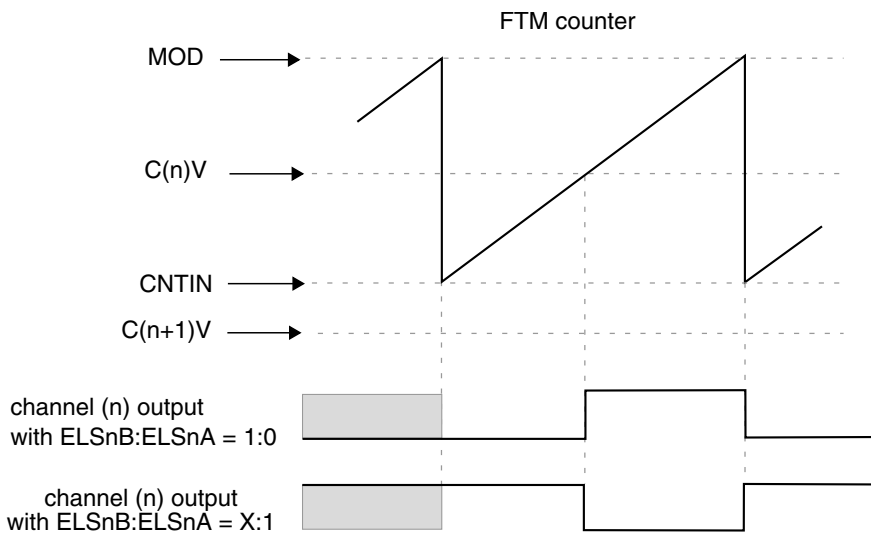 FTM counter
MOD
C(n)V
CNTIN
C(n+1)V
channel (n) output
with ELSnB:ELSnA = 1:0
channel (n) output
with ELSnB:ELSnA = X:1